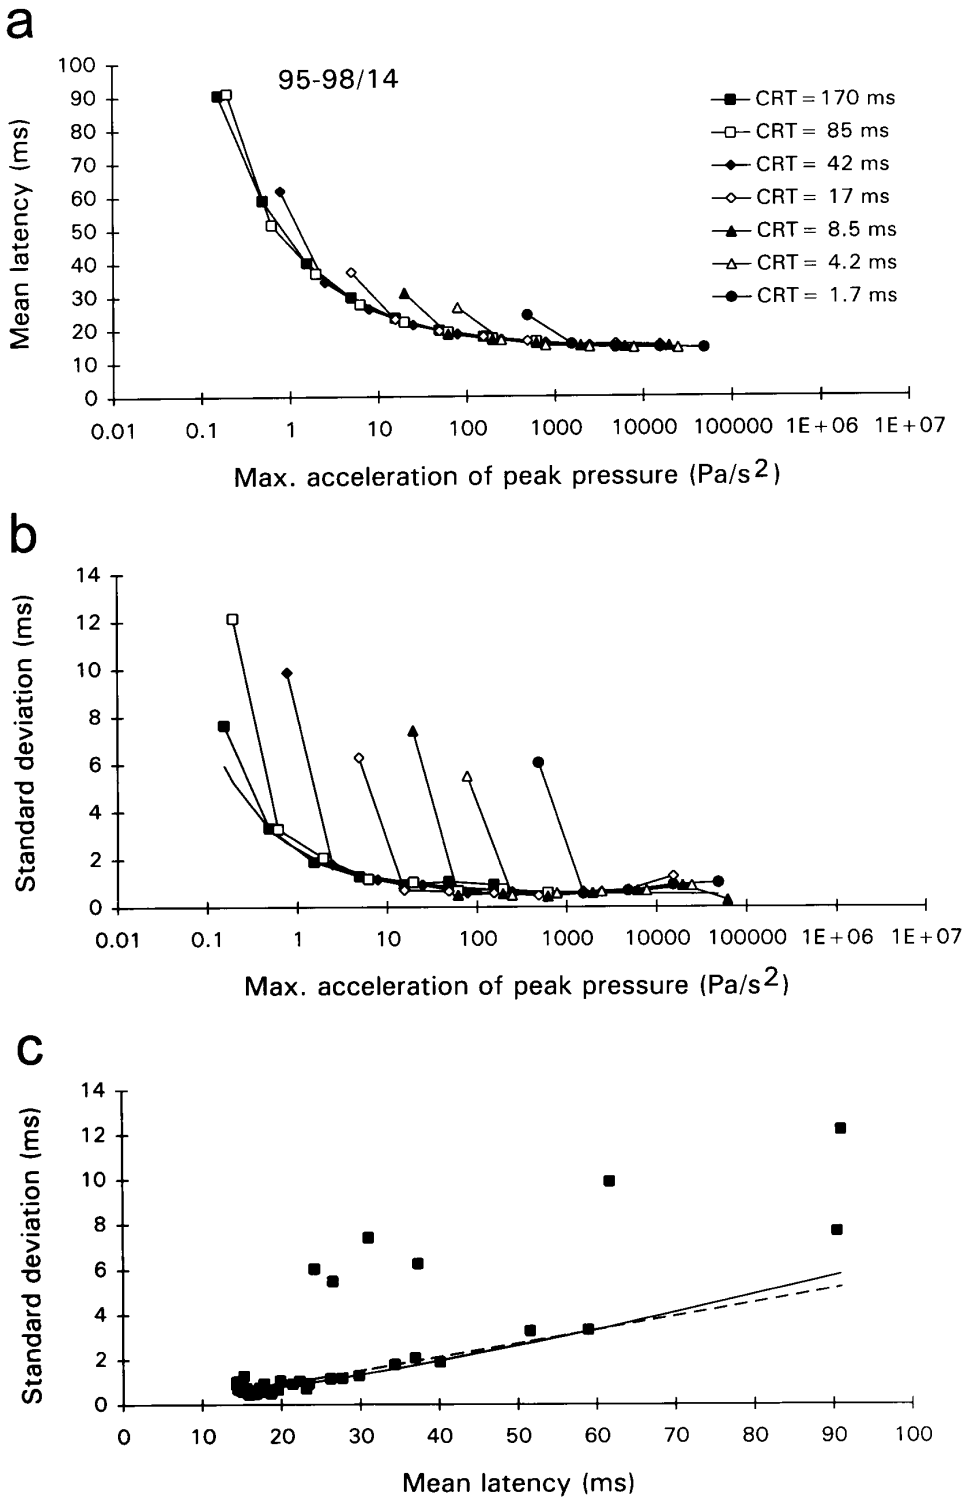 a
95-98/14
Mean latency (ms)
100
90
80
70
60
50
40
30
20
10
0
CRT = 170 ms
CRT = 85 ms
CRT = 42 ms
CRT = 17 ms
CRT = 8.5 ms
CRT = 4.2 ms
CRT = 1.7 ms
0.01 0.1 1 10 100 1000 10000 100000 1E+06 1E+07
Max. acceleration of peak pressure (Pa/s2)
b
Standard deviation (ms)
14
12
10
8
6
4
2
0
0.01 0.1 1 10 100 1000 10000 100000 1E+06 1E+07
Max. acceleration of peak pressure (Pa/s2)
c
Standard deviation (ms)
14
12
10
8
6
4
2
0
0 10 20 30 40 50 60 70 80 90 100
Mean latency (ms)